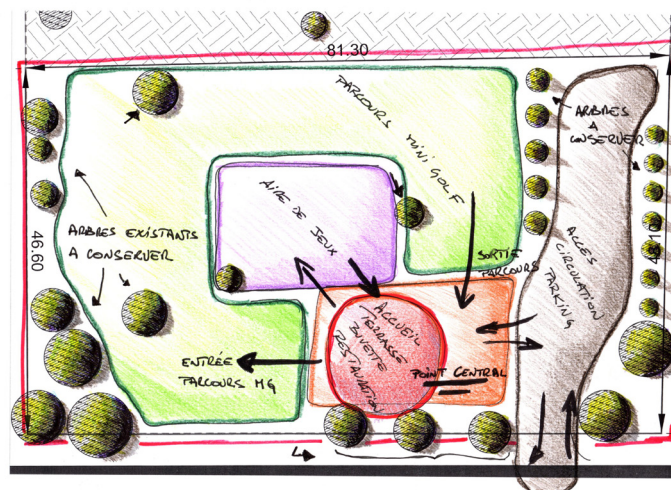 81.30
PARCOURS MINI GOLF
ARBRES
A
CONSERVER
AIRE DE JEUX
ARBRES EXISTANTS
A CONSERVER
46.60
SORTIE
PARCOURS
ACCÈS
CIRCULATION
PARKING
ACCUEIL
TERRASSE
BUVETTE
RESTAURATION
POINT CENTRAL
ENTRÉE
PARCOURS MG